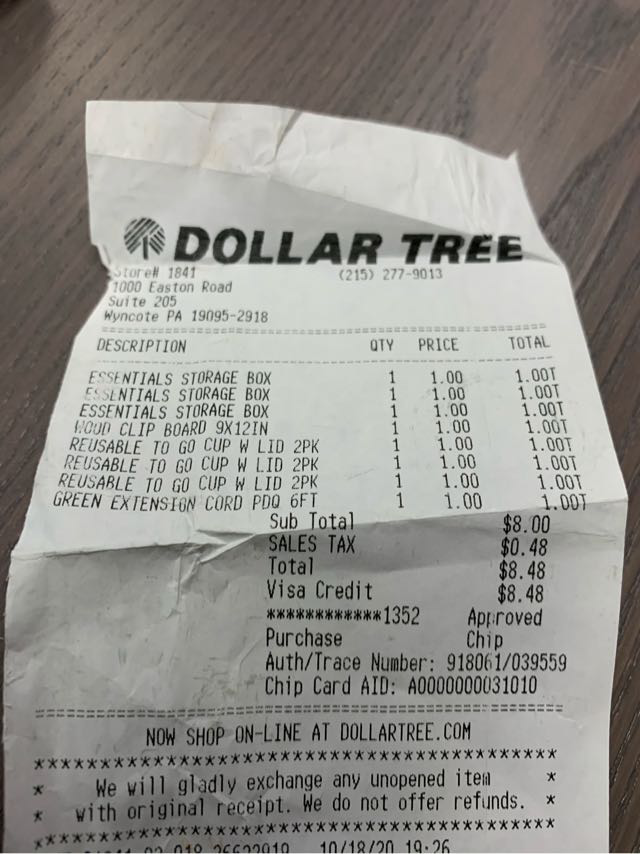 DOLLAR TREE
Store# 1841 (215) 277-9013
1000 Easton Road
Suite 205
Wyncote PA 19095-2918
DESCRIPTION QTY PRICE TOTAL
ESSENTIALS STORAGE BOX 1 1.00 1.00T
ESSENTIALS STORAGE BOX 1 1.00 1.00T
ESSENTIALS STORAGE BOX 1 1.00 1.00T
WOOD CLIP BOARD 9X12IN 1 1.00 1.00T
REUSABLE TO GO CUP W LID 2PK 1 1.00 1.00T
REUSABLE TO GO CUP W LID 2PK 1 1.00 1.00T
REUSABLE TO GO CUP W LID 2PK 1 1.00 1.00T
GREEN EXTENSION CORD PDQ 6FT 1 1.00 1.00T
Sub Total $8.00
SALES TAX $0.48
Total $8.48
Visa Credit $8.48
************1352 Approved
Purchase Chip
Auth/Trace Number: 918061/039559
Chip Card AID: A0000000031010
NOW SHOP ON-LINE AT DOLLARTREE.COM
* We will gladly exchange any unopened item *
* with original receipt. We do not offer refunds. *
10/18/20 19:26